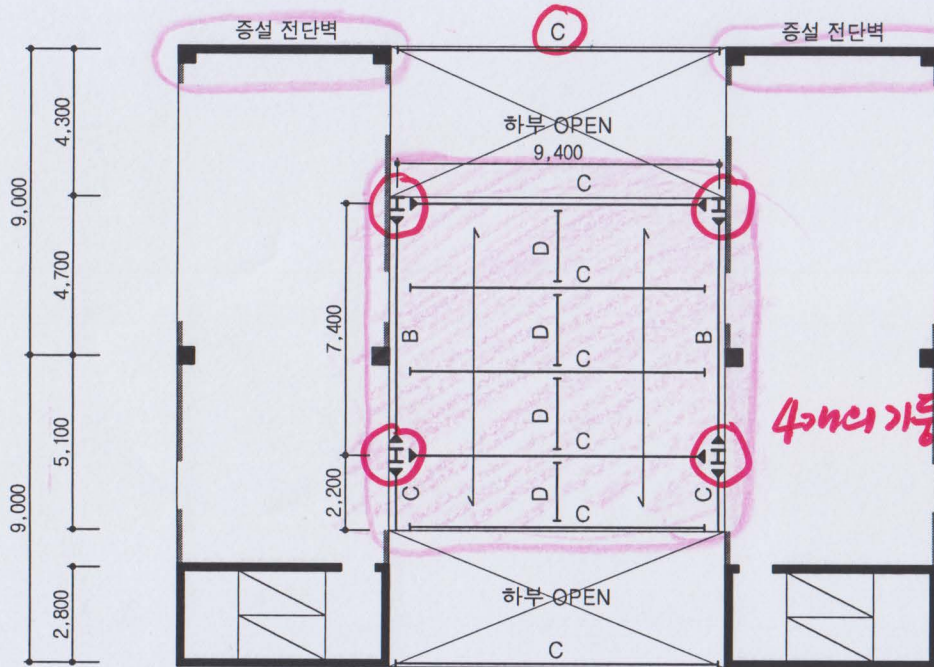 증설 전단벽
C
증설 전단벽
하부 OPEN
9,400
C
9,000
4,300
4,700
7,400
D
C
D
C
B
B
D
C
4개의 기둥
9,000
5,100
2,200
C
D
C
C
2,800
하부 OPEN
C